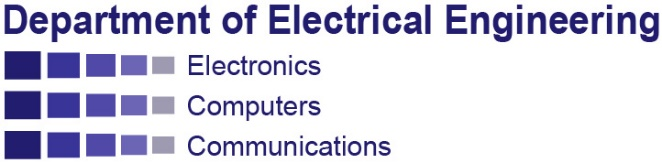 Department of Electrical Engineering
Electronics
Computers
Communications